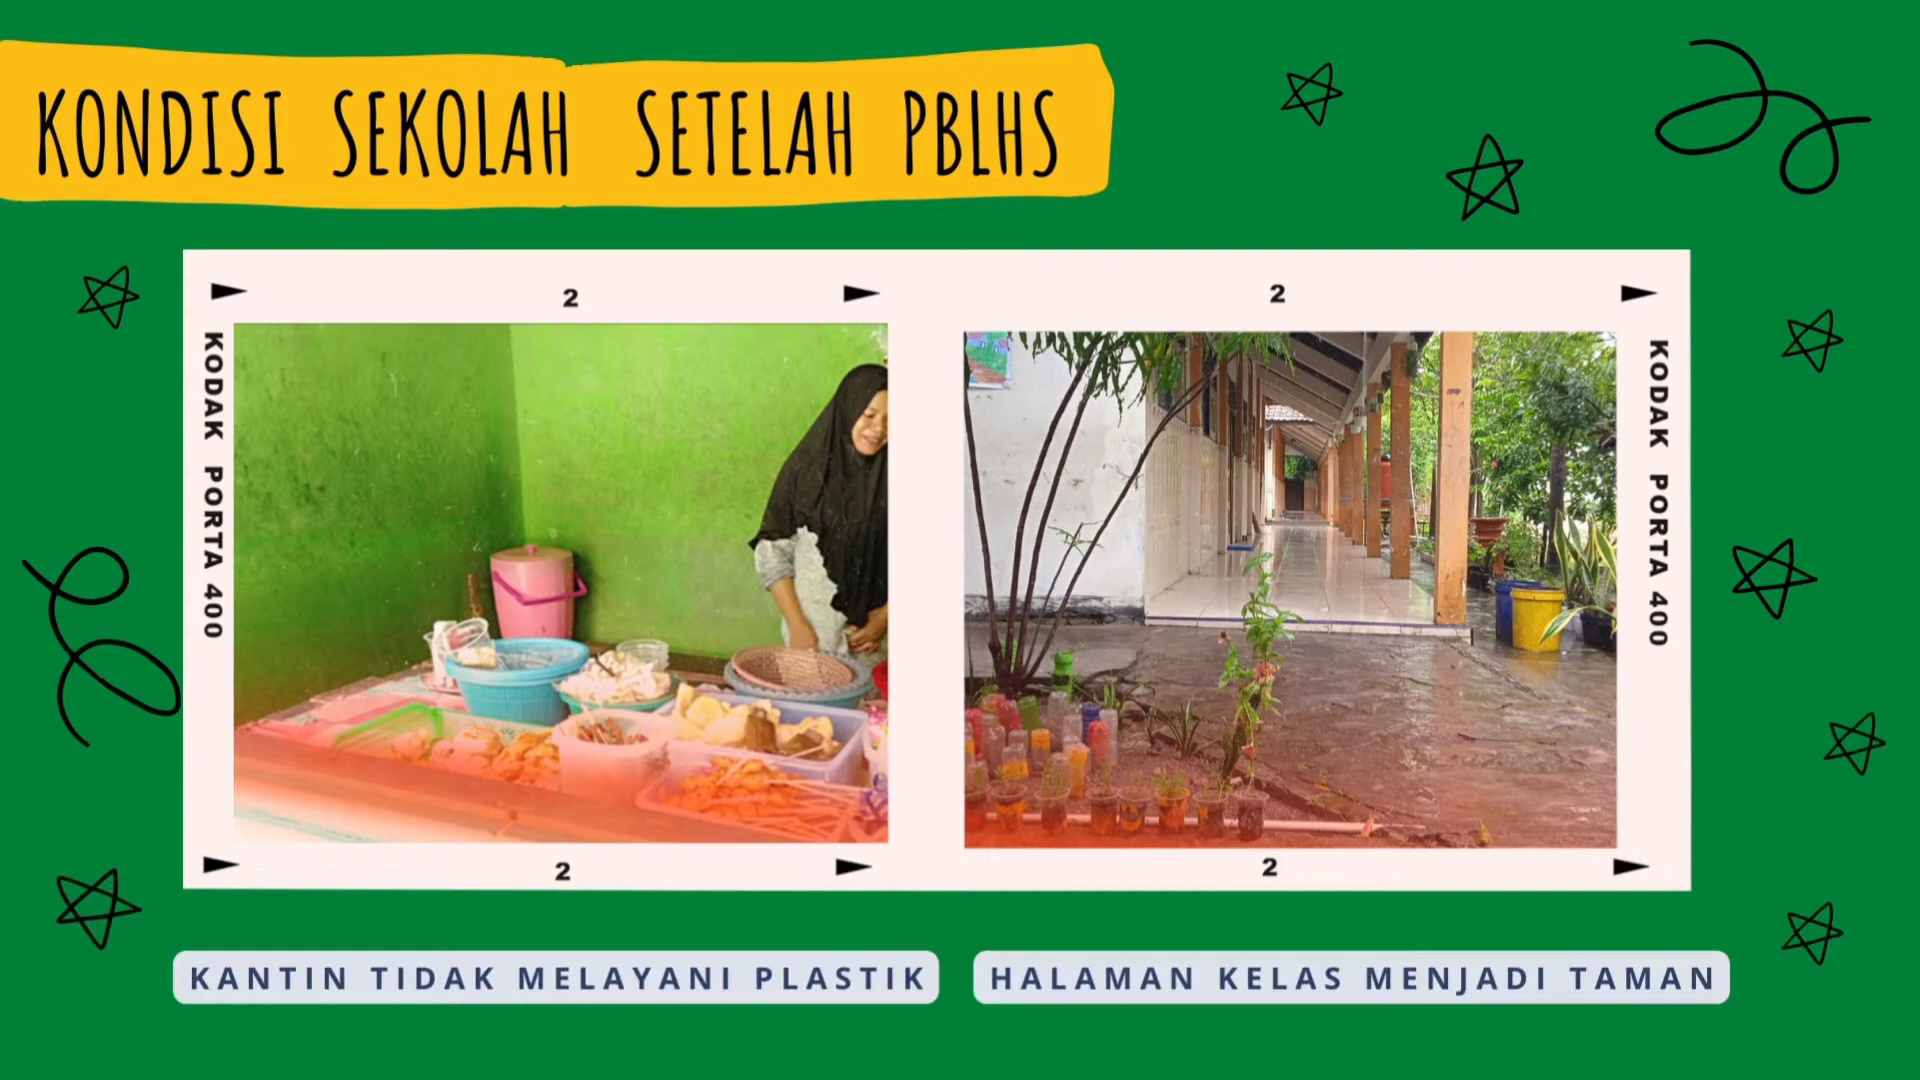 KONDISI SEKOLAH SETELAH PBLHS
2
2
KODAK PORTA 400
KODAK PORTA 400
2
2
KANTIN TIDAK MELAYANI PLASTIK
HALAMAN KELAS MENJADI TAMAN